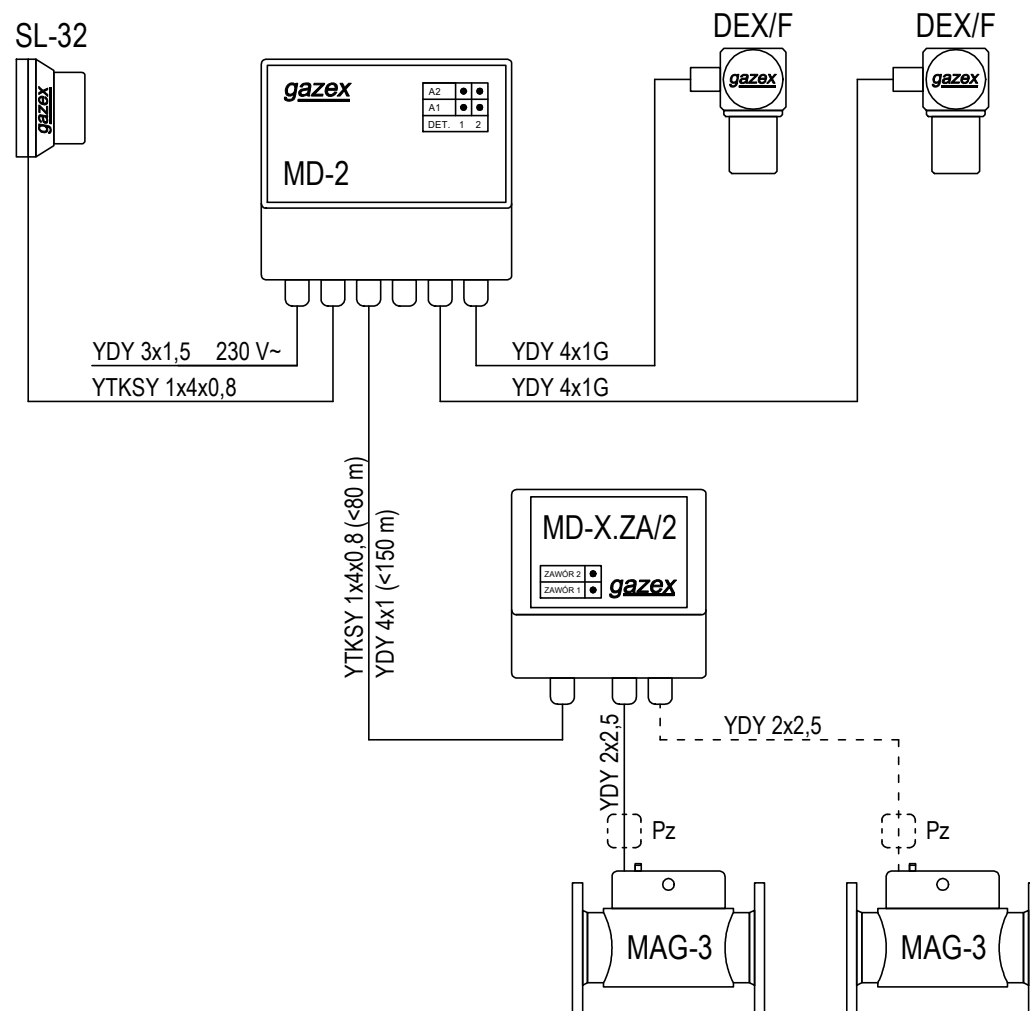 SL-32
gazex
DEX/F
gazex
DEX/F
gazex
gazex
A2
A1
DET. 1 2
MD-2
YDY 3x1,5 230 V~
YTKSY 1x4x0,8
YDY 4x1G
YDY 4x1G
YTKSY 1x4x0,8 (<80 m)
YDY 4x1 (<150 m)
MD-X.ZA/2
ZAWÓR 2
ZAWÓR 1
gazex
YDY 2x2,5
YDY 2x2,5
Pz
Pz
MAG-3
MAG-3